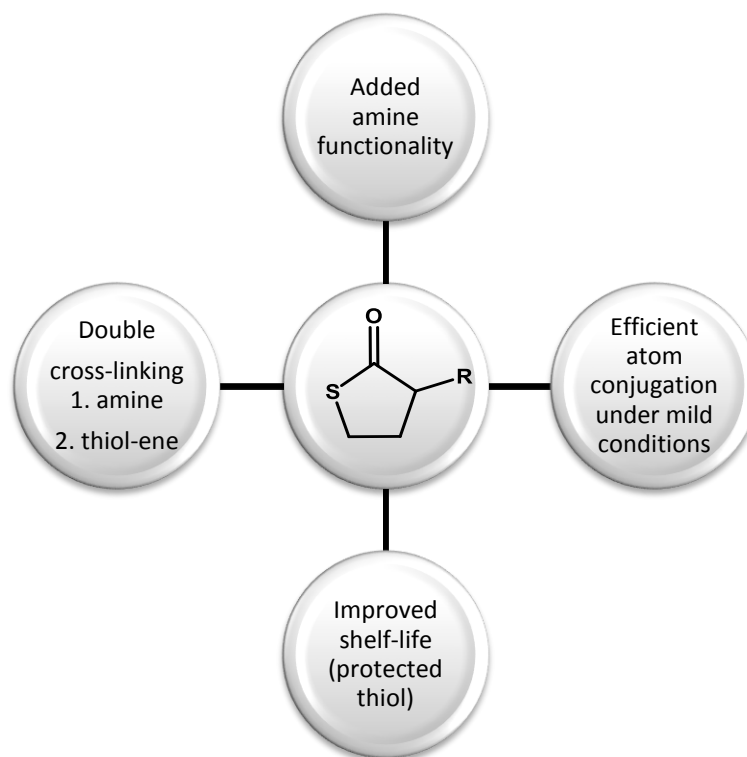 Added
amine
functionality
Double
cross-linking
1. amine
2. thiol-ene
O
S
R
Efficient
atom
conjugation
under mild
conditions
Improved
shelf-life
(protected
thiol)